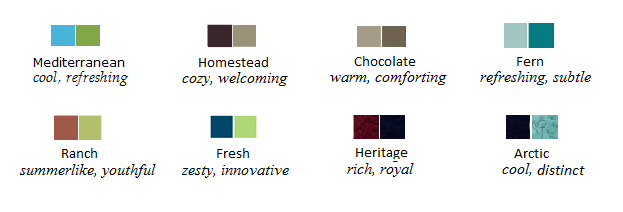 Mediterranean
cool, refreshing
Homestead
cozy, welcoming
Chocolate
warm, comforting
Fern
refreshing, subtle
Ranch
summerlike, youthful
Fresh
zesty, innovative
Heritage
rich, royal
Arctic
cool, distinct